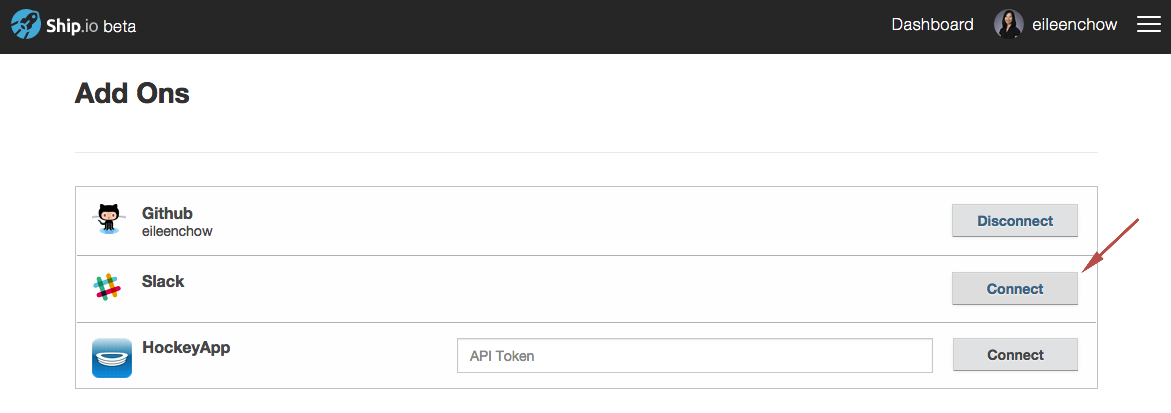 Ship.io beta
Dashboard
eileenchow
Add Ons
Github
eileenchow
Disconnect
Slack
Connect
HockeyApp
API Token
Connect